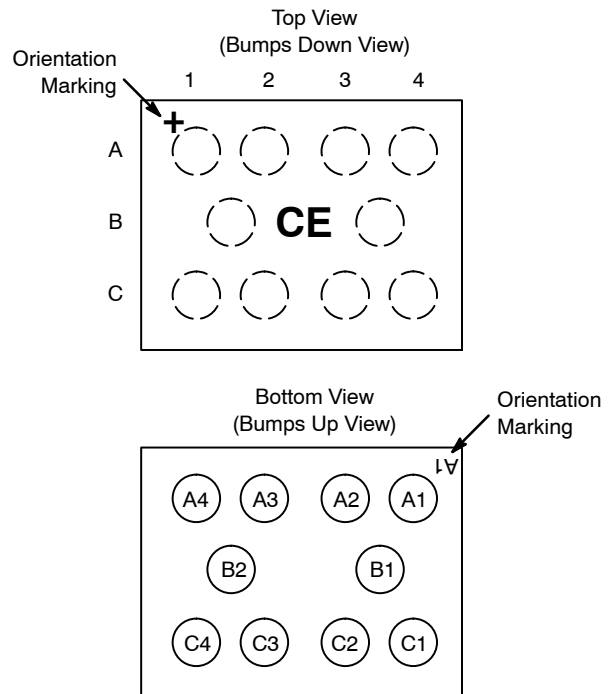 Top View
(Bumps Down View)
Orientation
Marking
1 2 3 4
+
A
B CE
C
Bottom View
(Bumps Up View)
Orientation
Marking
A1
A4 A3 A2 A1
B2 B1
C4 C3 C2 C1